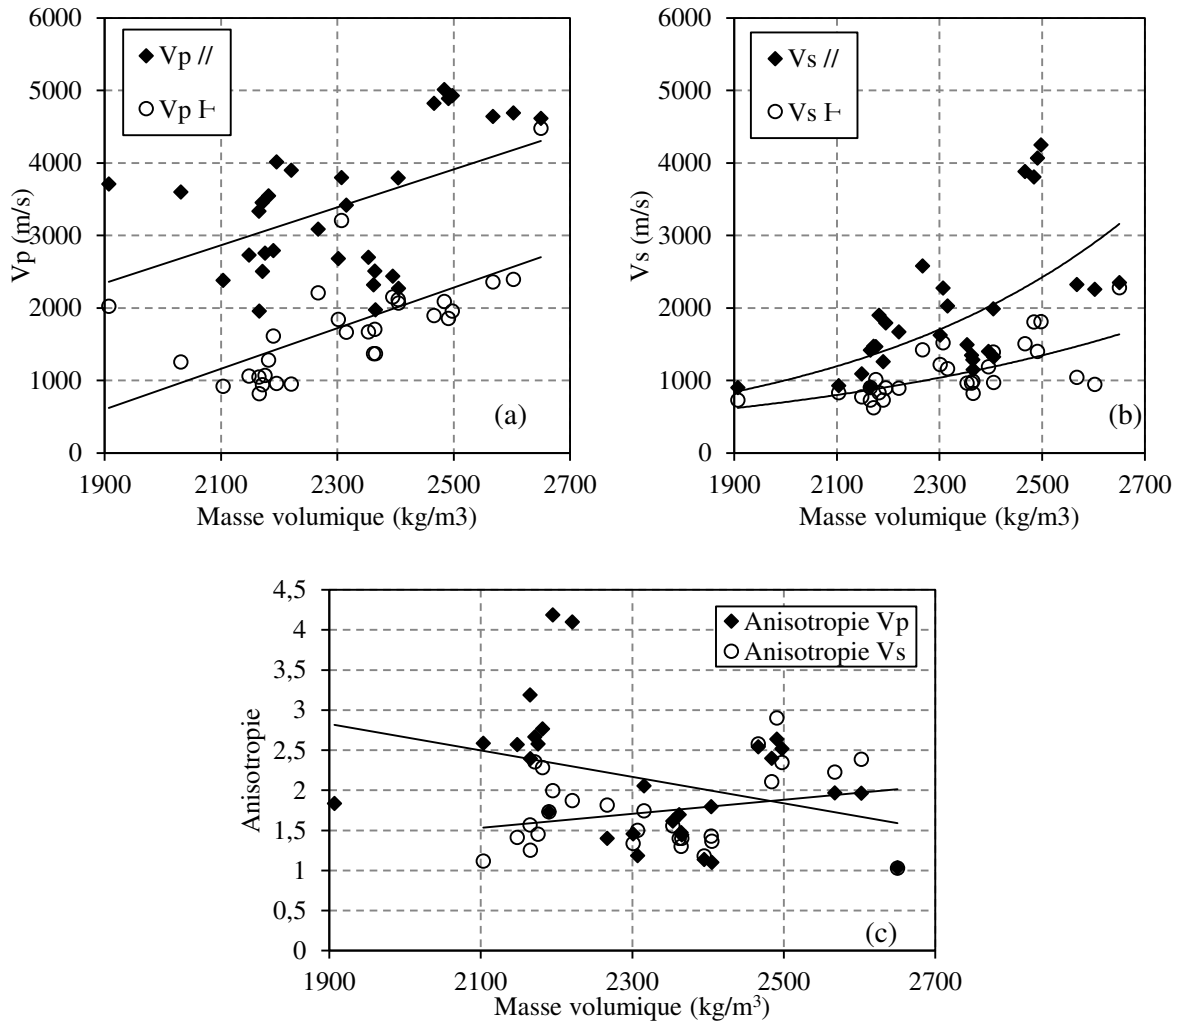 6000
5000
4000
3000
2000
1000
0
Vp (m/s)
Vp //
Vp Ⱶ
(a)
1900 2100 2300 2500 2700
Masse volumique (kg/m3)
6000
5000
4000
3000
2000
1000
0
Vs (m/s)
Vs //
Vs Ⱶ
(b)
1900 2100 2300 2500 2700
Masse volumique (kg/m3)
4,5
4
3,5
3
2,5
2
1,5
1
0,5
0
Anisotropie
Anisotropie Vp
Anisotropie Vs
(c)
1900 2100 2300 2500 2700
Masse volumique (kg/m³)